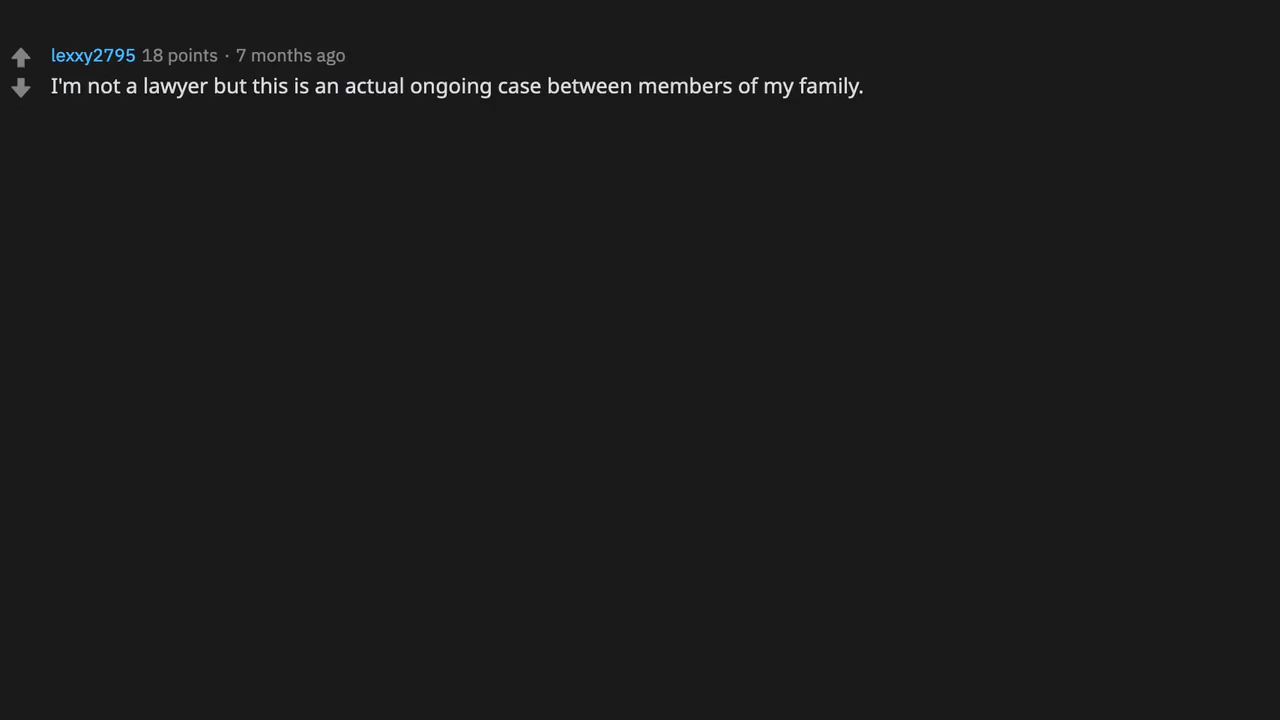 lexxy2795 18 points · 7 months ago
I'm not a lawyer but this is an actual ongoing case between members of my family.